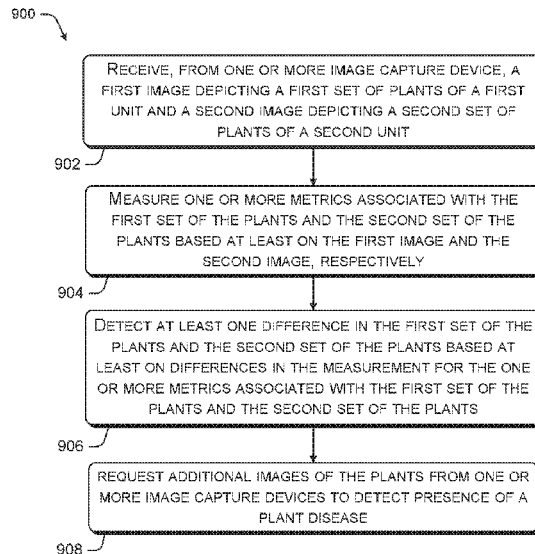 900
RECEIVE, FROM ONE OR MORE IMAGE CAPTURE DEVICE, A
FIRST IMAGE DEPICTING A FIRST SET OF PLANTS OF A FIRST
UNIT AND A SECOND IMAGE DEPICTING A SECOND SET OF
PLANTS OF A SECOND UNIT
902
MEASURE ONE OR MORE METRICS ASSOCIATED WITH THE
FIRST SET OF THE PLANTS AND THE SECOND SET OF THE
PLANTS BASED AT LEAST ON THE FIRST IMAGE AND THE
SECOND IMAGE, RESPECTIVELY
904
DETECT AT LEAST ONE DIFFERENCE IN THE FIRST SET OF THE
PLANTS AND THE SECOND SET OF THE PLANTS BASED AT
LEAST ON DIFFERENCES IN THE MEASUREMENT FOR THE ONE
OR MORE METRICS ASSOCIATED WITH THE FIRST SET OF THE
PLANTS AND THE SECOND SET OF THE PLANTS
906
REQUEST ADDITIONAL IMAGES OF THE PLANTS FROM ONE OR
MORE IMAGE CAPTURE DEVICES TO DETECT PRESENCE OF A
PLANT DISEASE
908